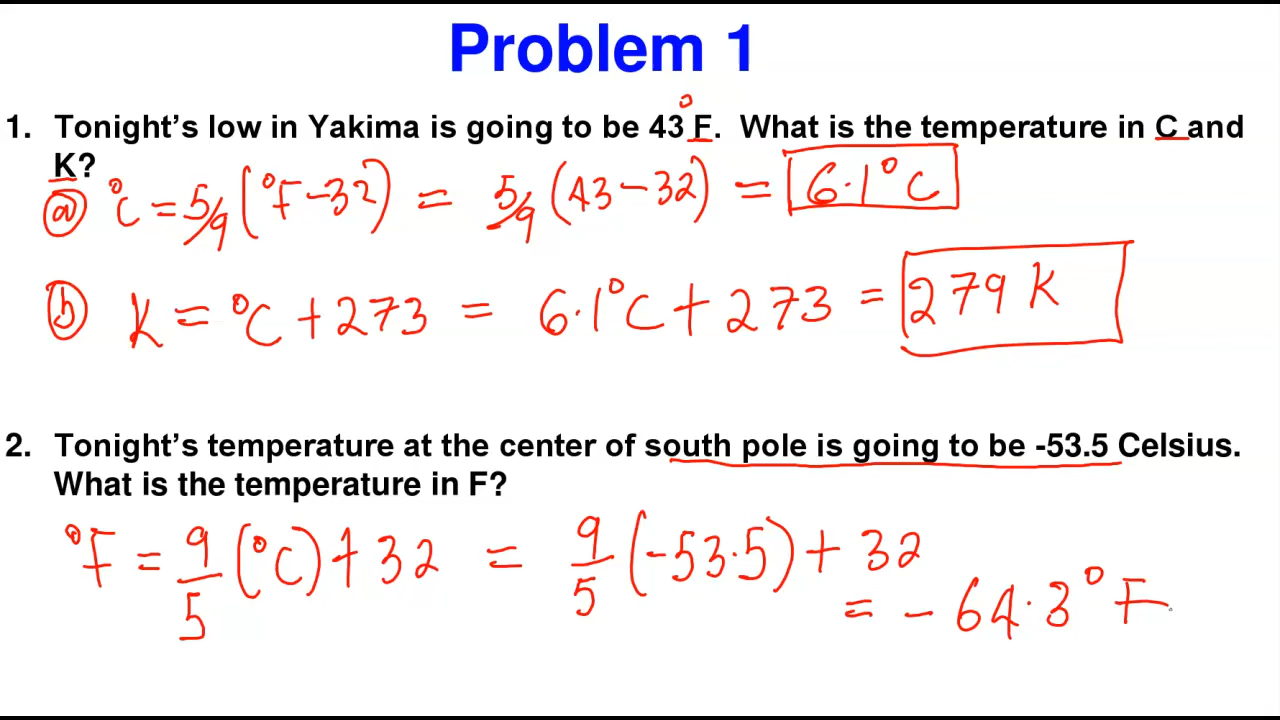 Problem 1
1. Tonight's low in Yakima is going to be 43 °F. What is the temperature in C and
K?
ⓐ °C = 5/9 (°F - 32) = 5/9 (43 - 32) = 6.1°C
ⓑ K = °C + 273 = 6.1°C + 273 = 279 K
2. Tonight's temperature at the center of south pole is going to be -53.5 Celsius.
What is the temperature in F?
°F = 9/5 (°C) + 32 = 9/5 (-53.5) + 32
= - 64.3° F